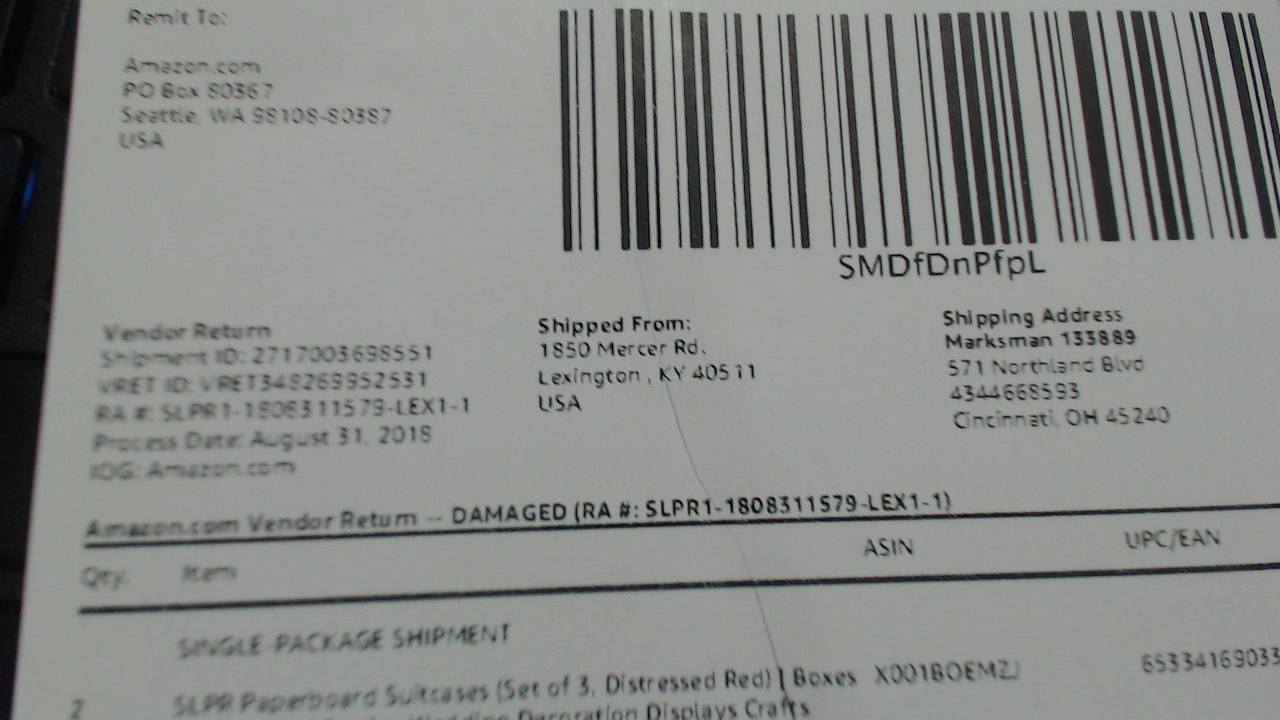 Remit To:
Amazon.com
PO Box 80367
Seattle, WA 98108-80387
USA
SMDfDnPfpL
Vendor Return
Shipment ID: 2717003698551
VRET ID: VRET348269952531
RA #: SLPR1-1808311579-LEX1-1
Process Date: August 31, 2018
IOG: Amazon.com
Shipped From:
1850 Mercer Rd.
Lexington , KY 40511
USA
Shipping Address
Marksman 133889
571 Northland Blvd
4344668593
Cincinnati, OH 45240
Amazon.com Vendor Return -- DAMAGED (RA #: SLPR1-1808311579-LEX1-1)
Qty. Item ASIN UPC/EAN
SINGLE-PACKAGE SHIPMENT
2 SLPR Paperboard Suitcases (Set of 3, Distressed Red) | Boxes X001BOEMZJ 65334169033
Wedding Decoration Displays Crafts